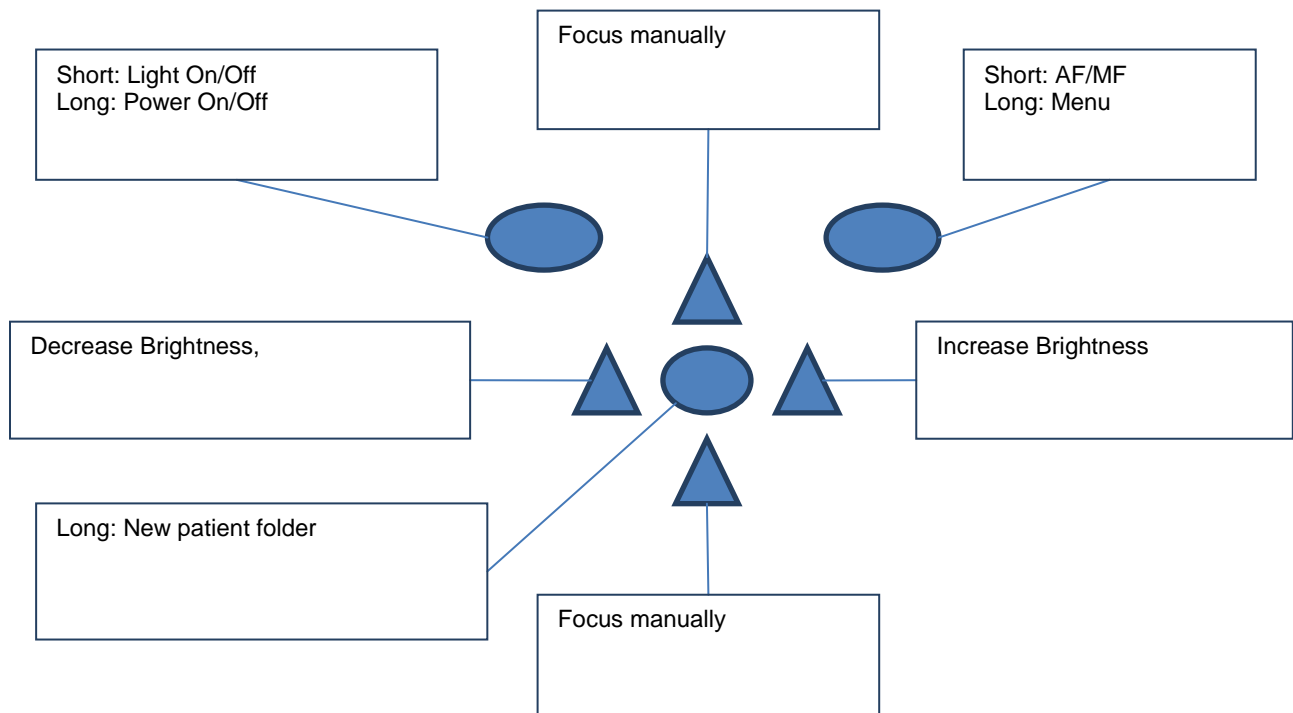 Focus manually
Short: Light On/Off
Long: Power On/Off
Short: AF/MF
Long: Menu
Decrease Brightness,
Increase Brightness
Long: New patient folder
Focus manually